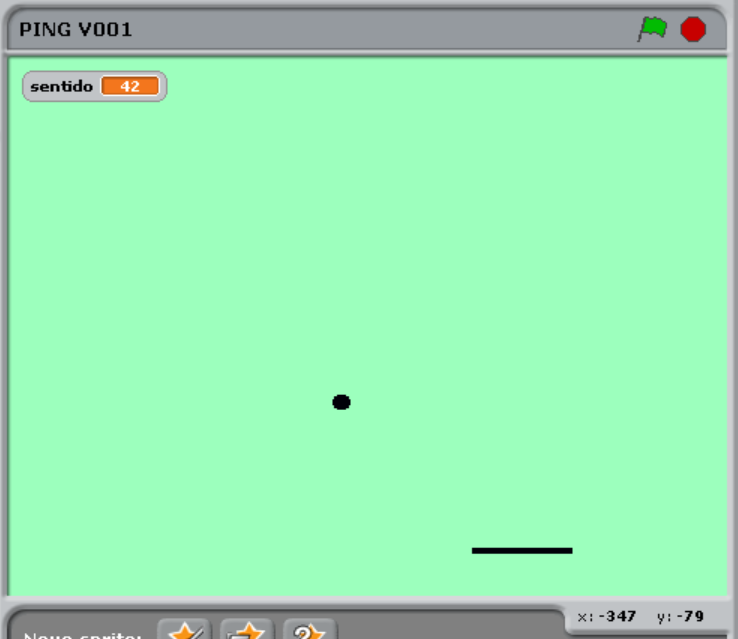 PING V001
sentido 42
x: -347 y: -79
Novo sprite: